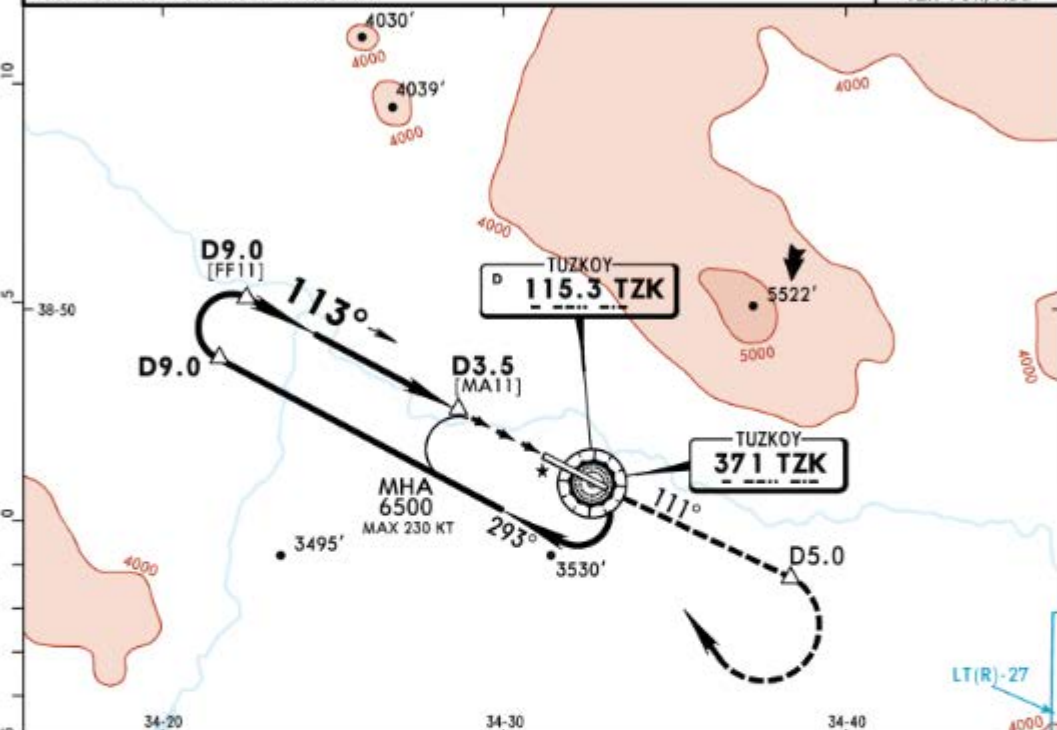 4030'
4000
4039'
4000
10
4000
4000
D9.0
[FF11]
113°
TUZKOY
D 115.3 TZK
5522'
5
38-50
5000
4000
D9.0
D3.5
[MA11]
TUZKOY
371 TZK
MHA
6500
MAX 230 KT
111°
0
293°
3495'
3530'
D5.0
4000
LT(R)-27
34-20
34-30
34-40
4000
5